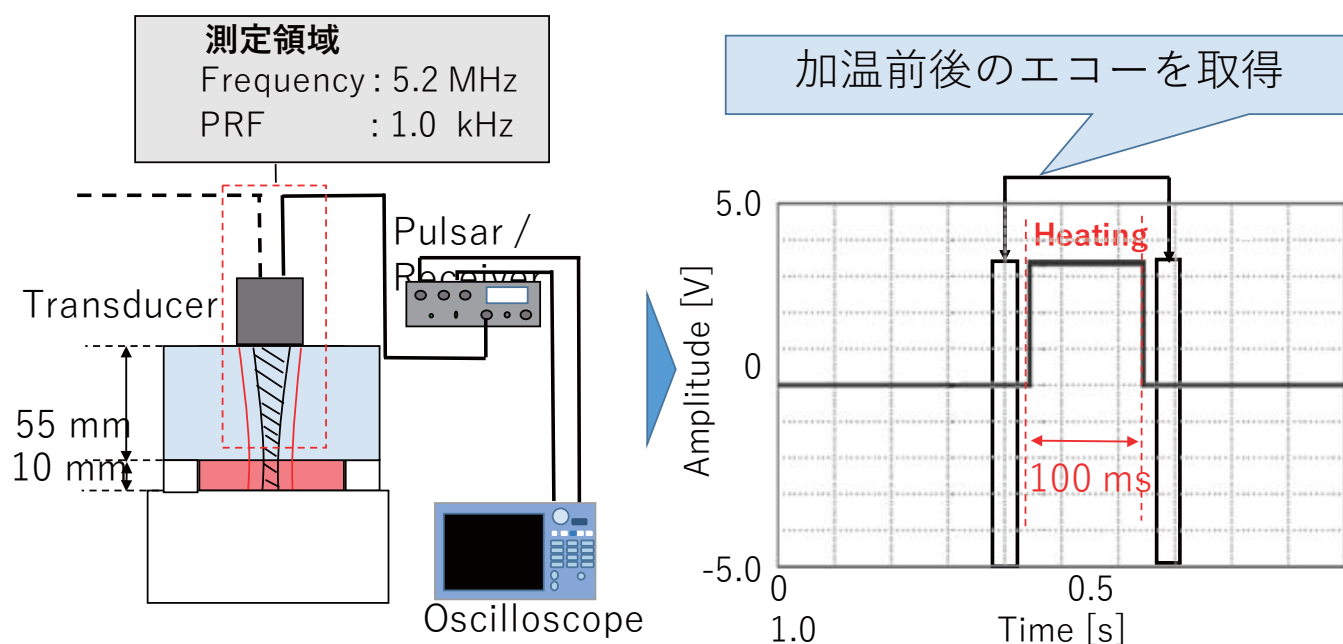 測定領域
Frequency : 5.2 MHz
PRF : 1.0 kHz
Pulsar /
Receiver
Transducer
55 mm
10 mm
Oscilloscope
加温前後のエコーを取得
5.0
Heating
Amplitude [V]
0
100 ms
-5.0
0
0.5
1.0
Time [s]